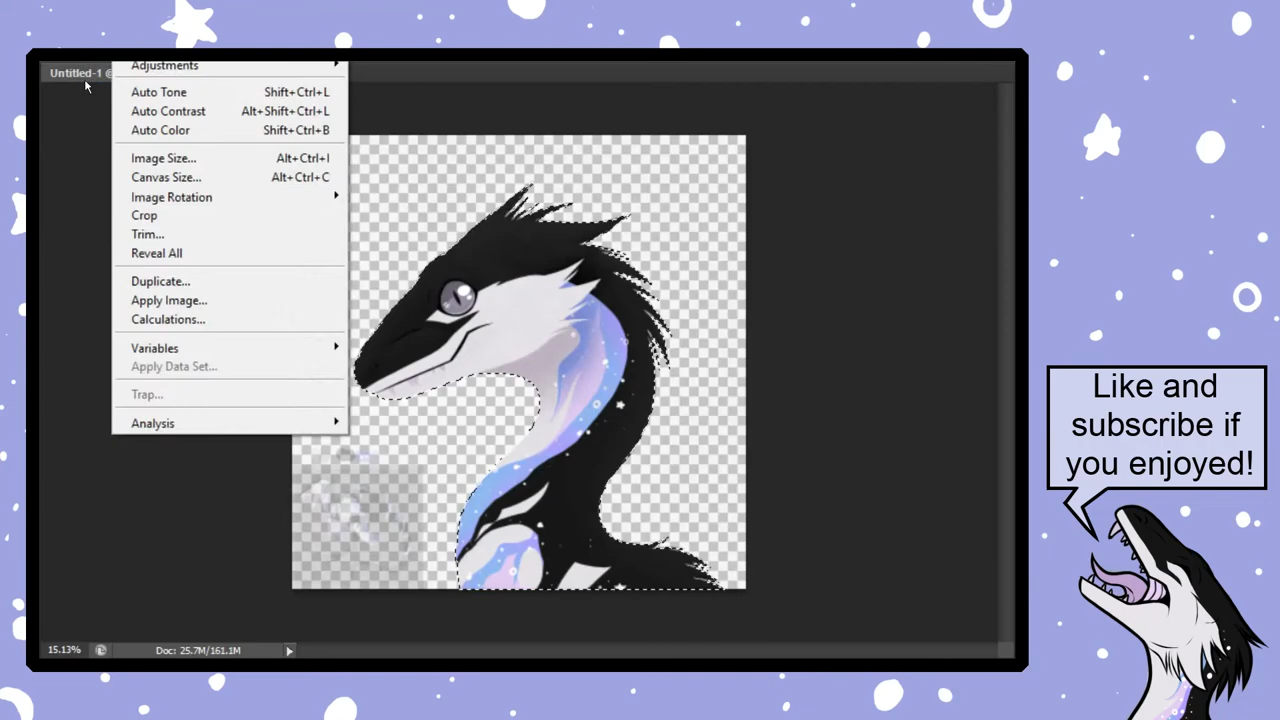 Untitled-1 @
Adjustments
Auto Tone Shift+Ctrl+L
Auto Contrast Alt+Shift+Ctrl+L
Auto Color Shift+Ctrl+B
Image Size... Alt+Ctrl+I
Canvas Size... Alt+Ctrl+C
Image Rotation
Crop
Trim...
Reveal All
Duplicate...
Apply Image...
Calculations...
Variables
Apply Data Set...
Trap...
Analysis
Like and
subscribe if
you enjoyed!
15.13% Doc: 25.7M/161.1M